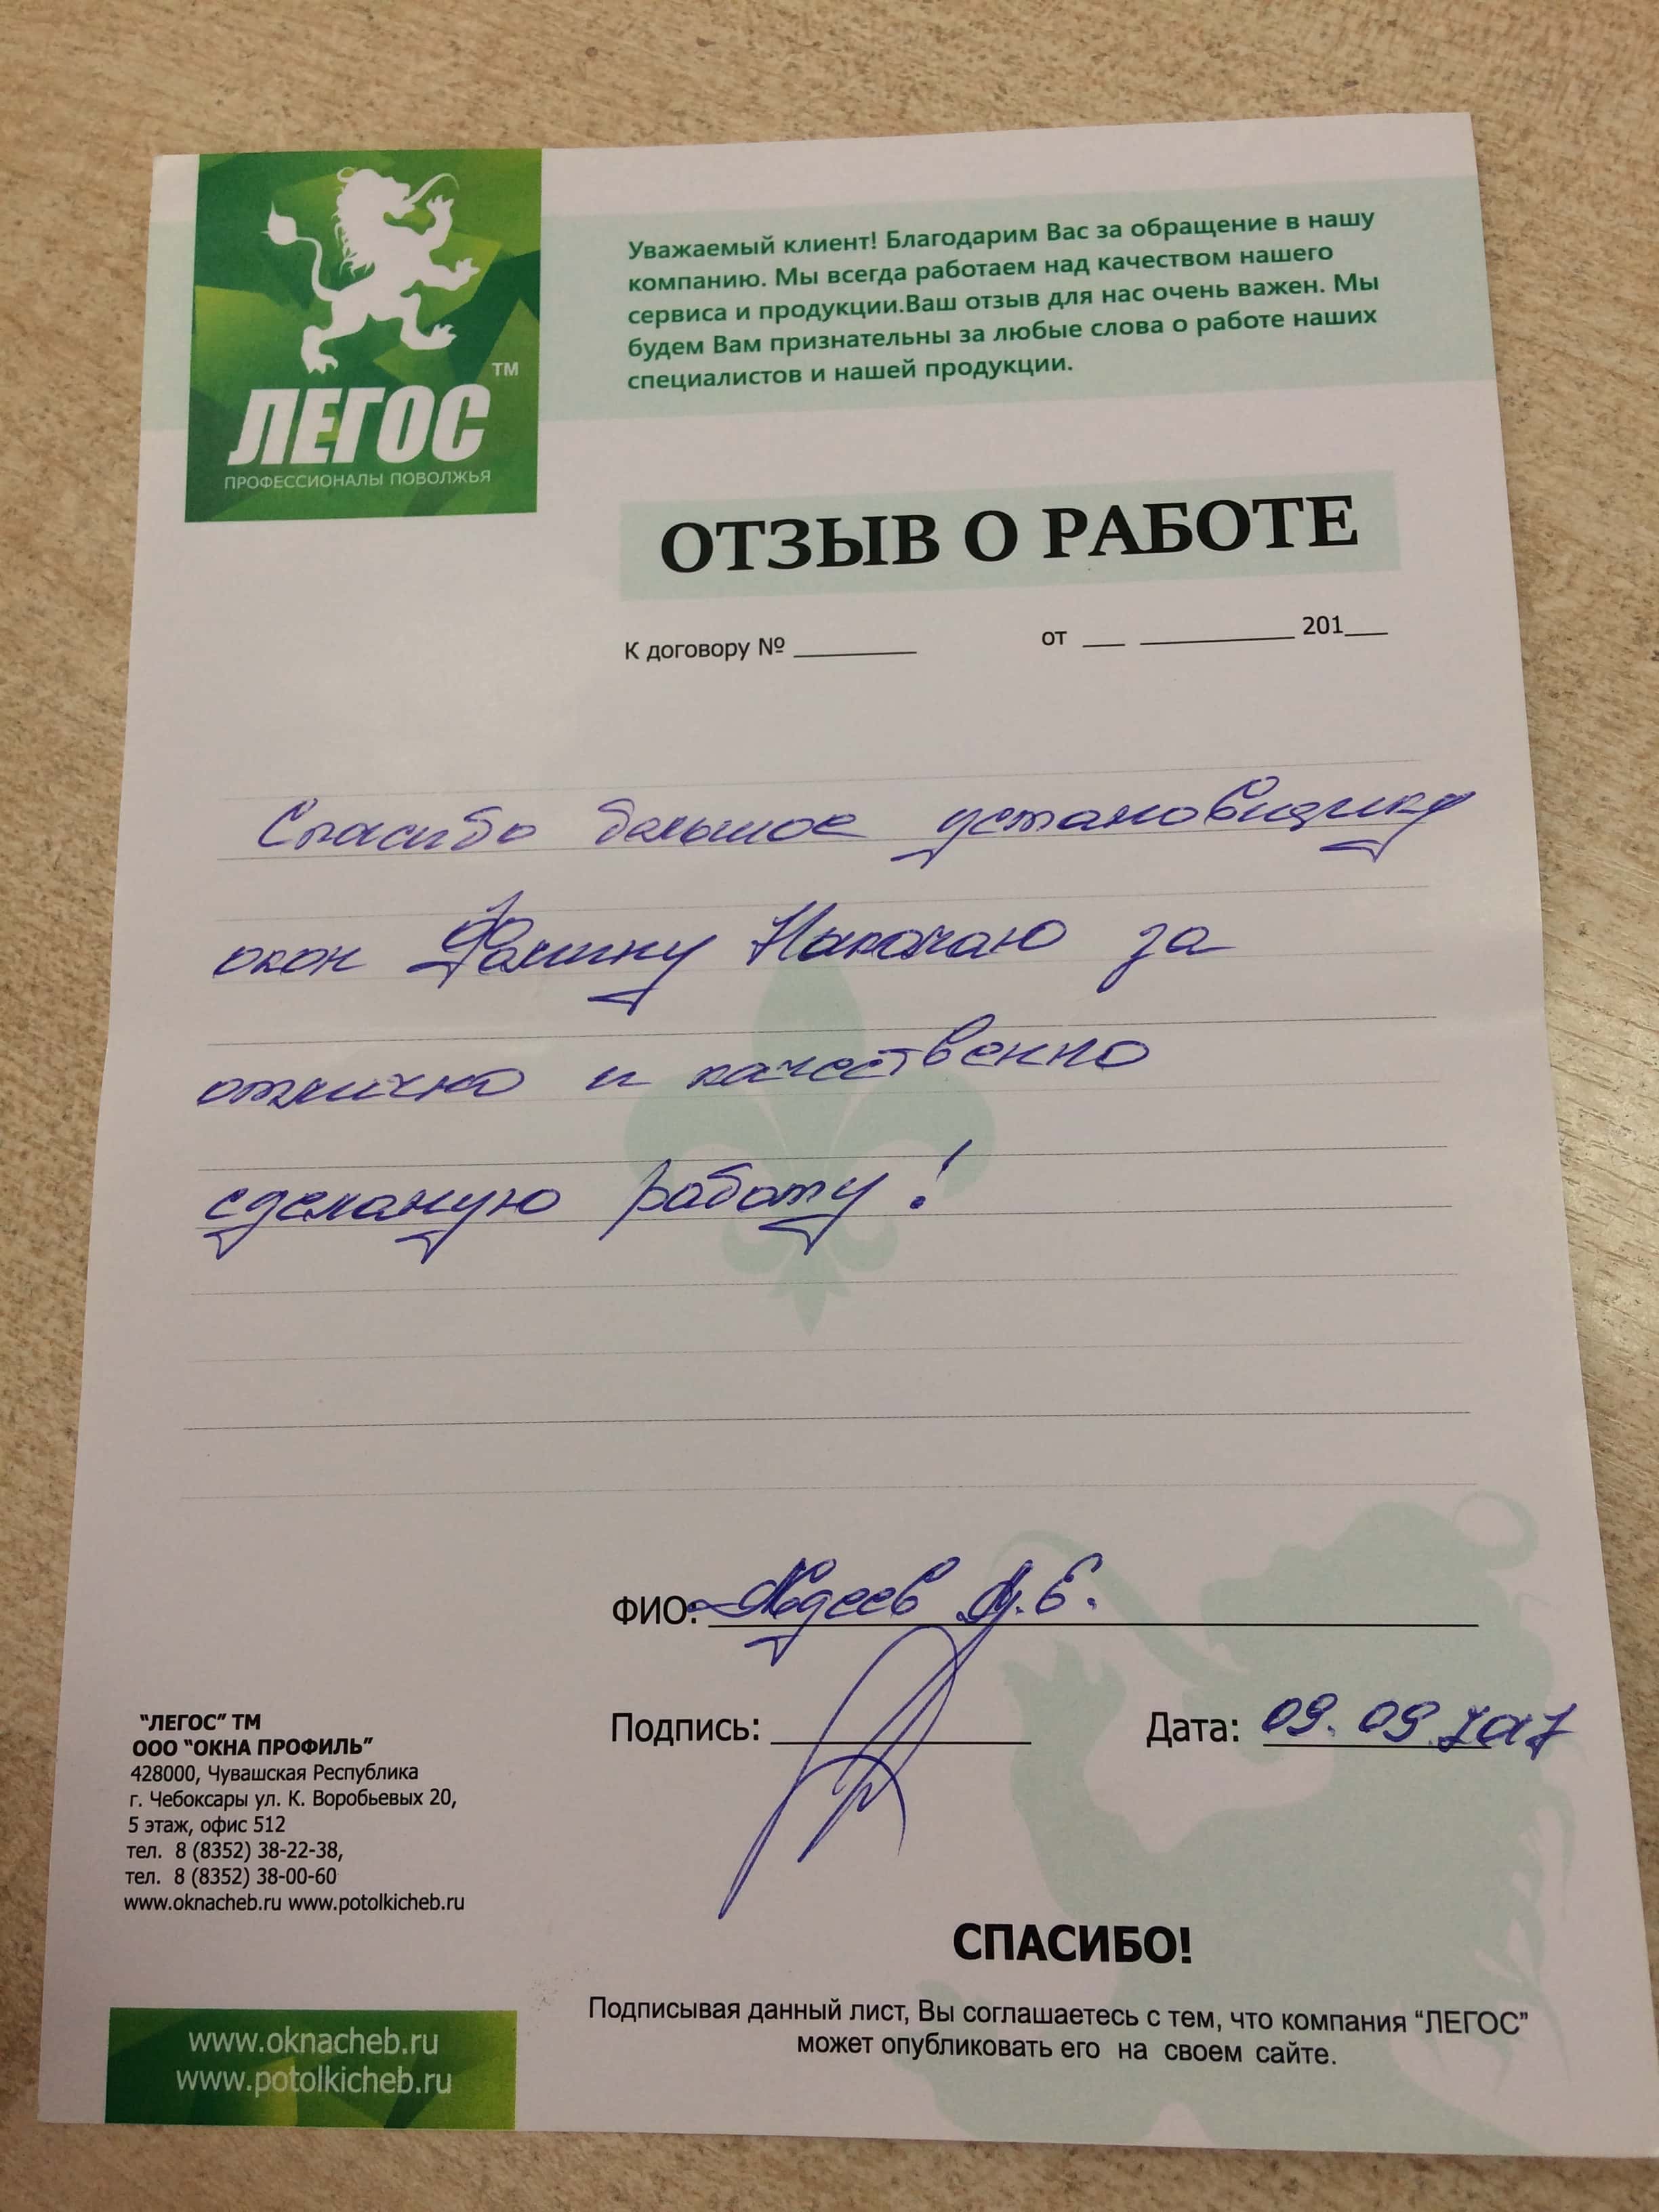 ЛЕГОС ТМ
ПРОФЕССИОНАЛЫ ПОВОЛЖЬЯ
Уважаемый клиент! Благодарим Вас за обращение в нашу
компанию. Мы всегда работаем над качеством нашего
сервиса и продукции.Ваш отзыв для нас очень важен. Мы
будем Вам признательны за любые слова о работе наших
специалистов и нашей продукции.
ОТЗЫВ О РАБОТЕ
К договору № ______ от __ ________ 201__
Спасибо большое установщику
окон Фомину Николаю за
отлично и качественно
сделаную работу!
ФИО: Авдеев А.Е.
Подпись: Дата: 09.09.2017
"ЛЕГОС" ТМ
ООО "ОКНА ПРОФИЛЬ"
428000, Чувашская Республика
г. Чебоксары ул. К. Воробьевых 20,
5 этаж, офис 512
тел. 8 (8352) 38-22-38,
тел. 8 (8352) 38-00-60
www.oknacheb.ru www.potolkicheb.ru
СПАСИБО!
Подписывая данный лист, Вы соглашаетесь с тем, что компания "ЛЕГОС"
может опубликовать его на своем сайте.
www.oknacheb.ru
www.potolkicheb.ru